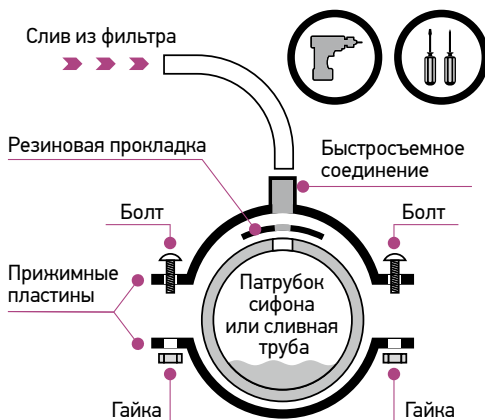 Слив из фильтра
Резиновая прокладка
Быстросъемное
соединение
Болт
Болт
Прижимные
пластины
Патрубок
сифона
или сливная
труба
Гайка
Гайка